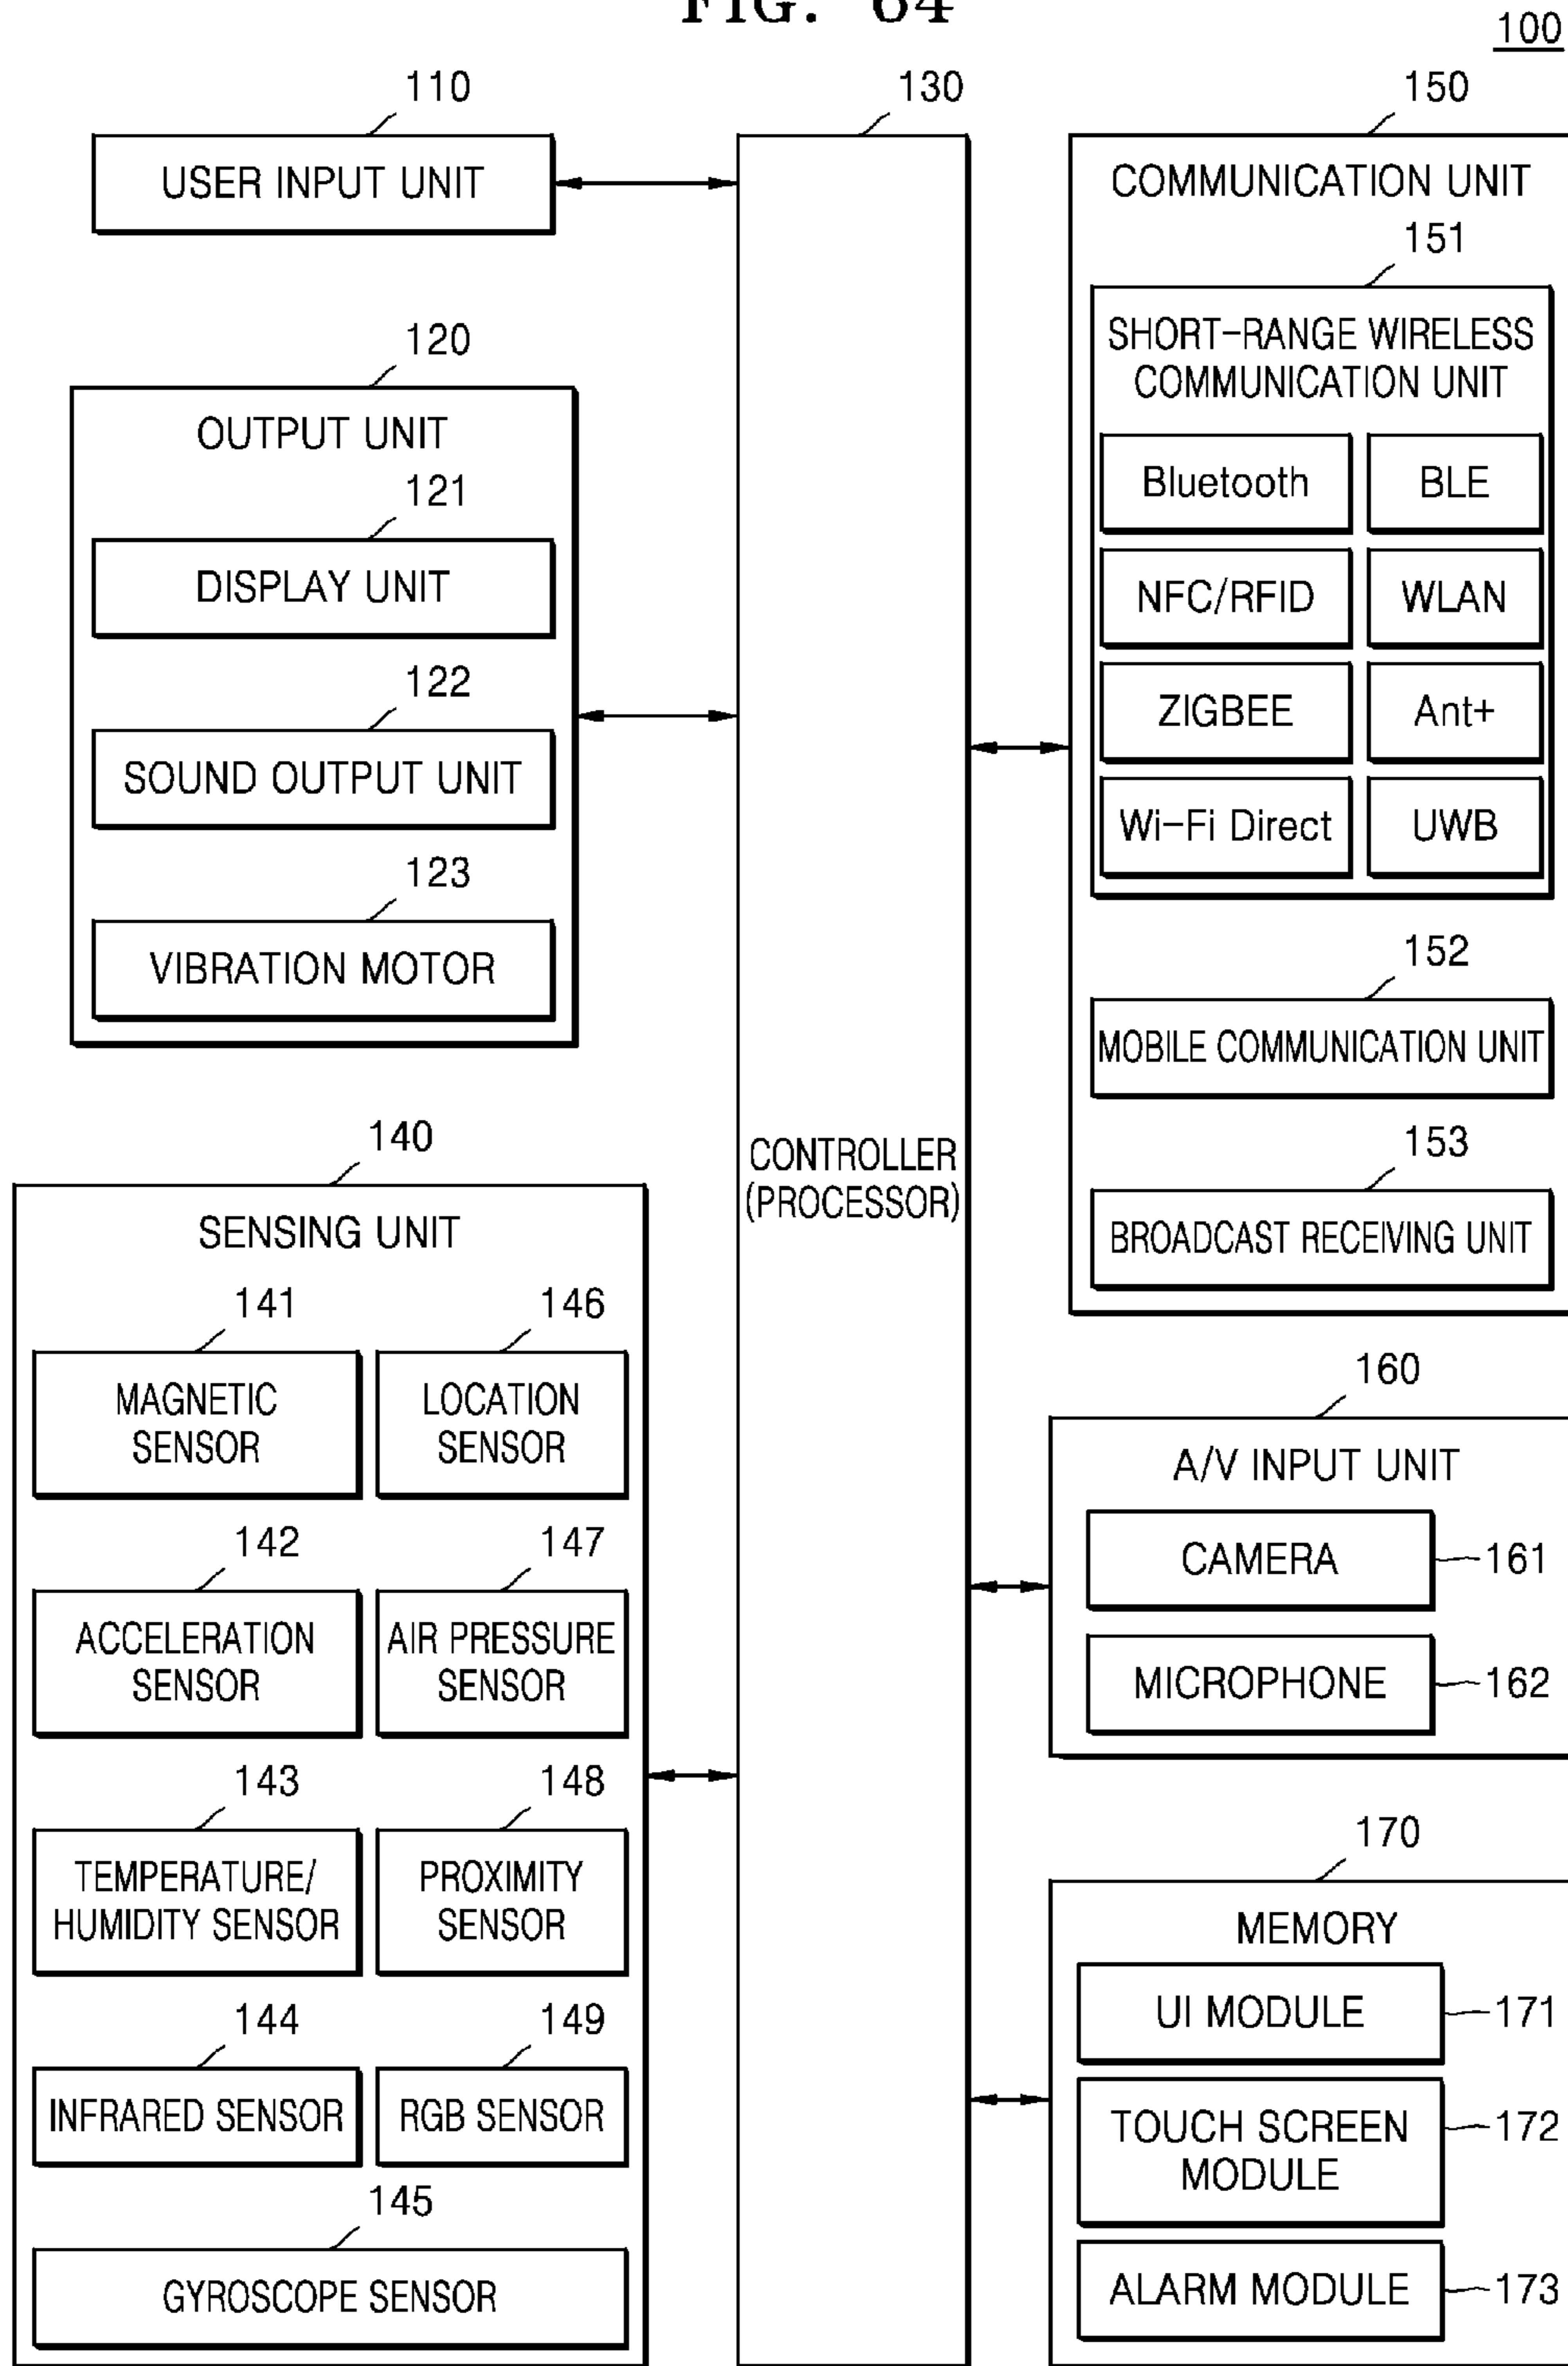 FIG. 64
100
110
USER INPUT UNIT
120
OUTPUT UNIT
121
DISPLAY UNIT
122
SOUND OUTPUT UNIT
123
VIBRATION MOTOR
140
SENSING UNIT
141
MAGNETIC
SENSOR
146
LOCATION
SENSOR
142
ACCELERATION
SENSOR
147
AIR PRESSURE
SENSOR
143
TEMPERATURE/
HUMIDITY SENSOR
148
PROXIMITY
SENSOR
144
INFRARED SENSOR
149
RGB SENSOR
145
GYROSCOPE SENSOR
130
CONTROLLER
(PROCESSOR)
150
COMMUNICATION UNIT
151
SHORT-RANGE WIRELESS
COMMUNICATION UNIT
Bluetooth
BLE
NFC/RFID
WLAN
ZIGBEE
Ant+
Wi-Fi Direct
UWB
152
MOBILE COMMUNICATION UNIT
153
BROADCAST RECEIVING UNIT
160
A/V INPUT UNIT
CAMERA
161
MICROPHONE
162
170
MEMORY
UI MODULE
171
TOUCH SCREEN
MODULE
172
ALARM MODULE
173